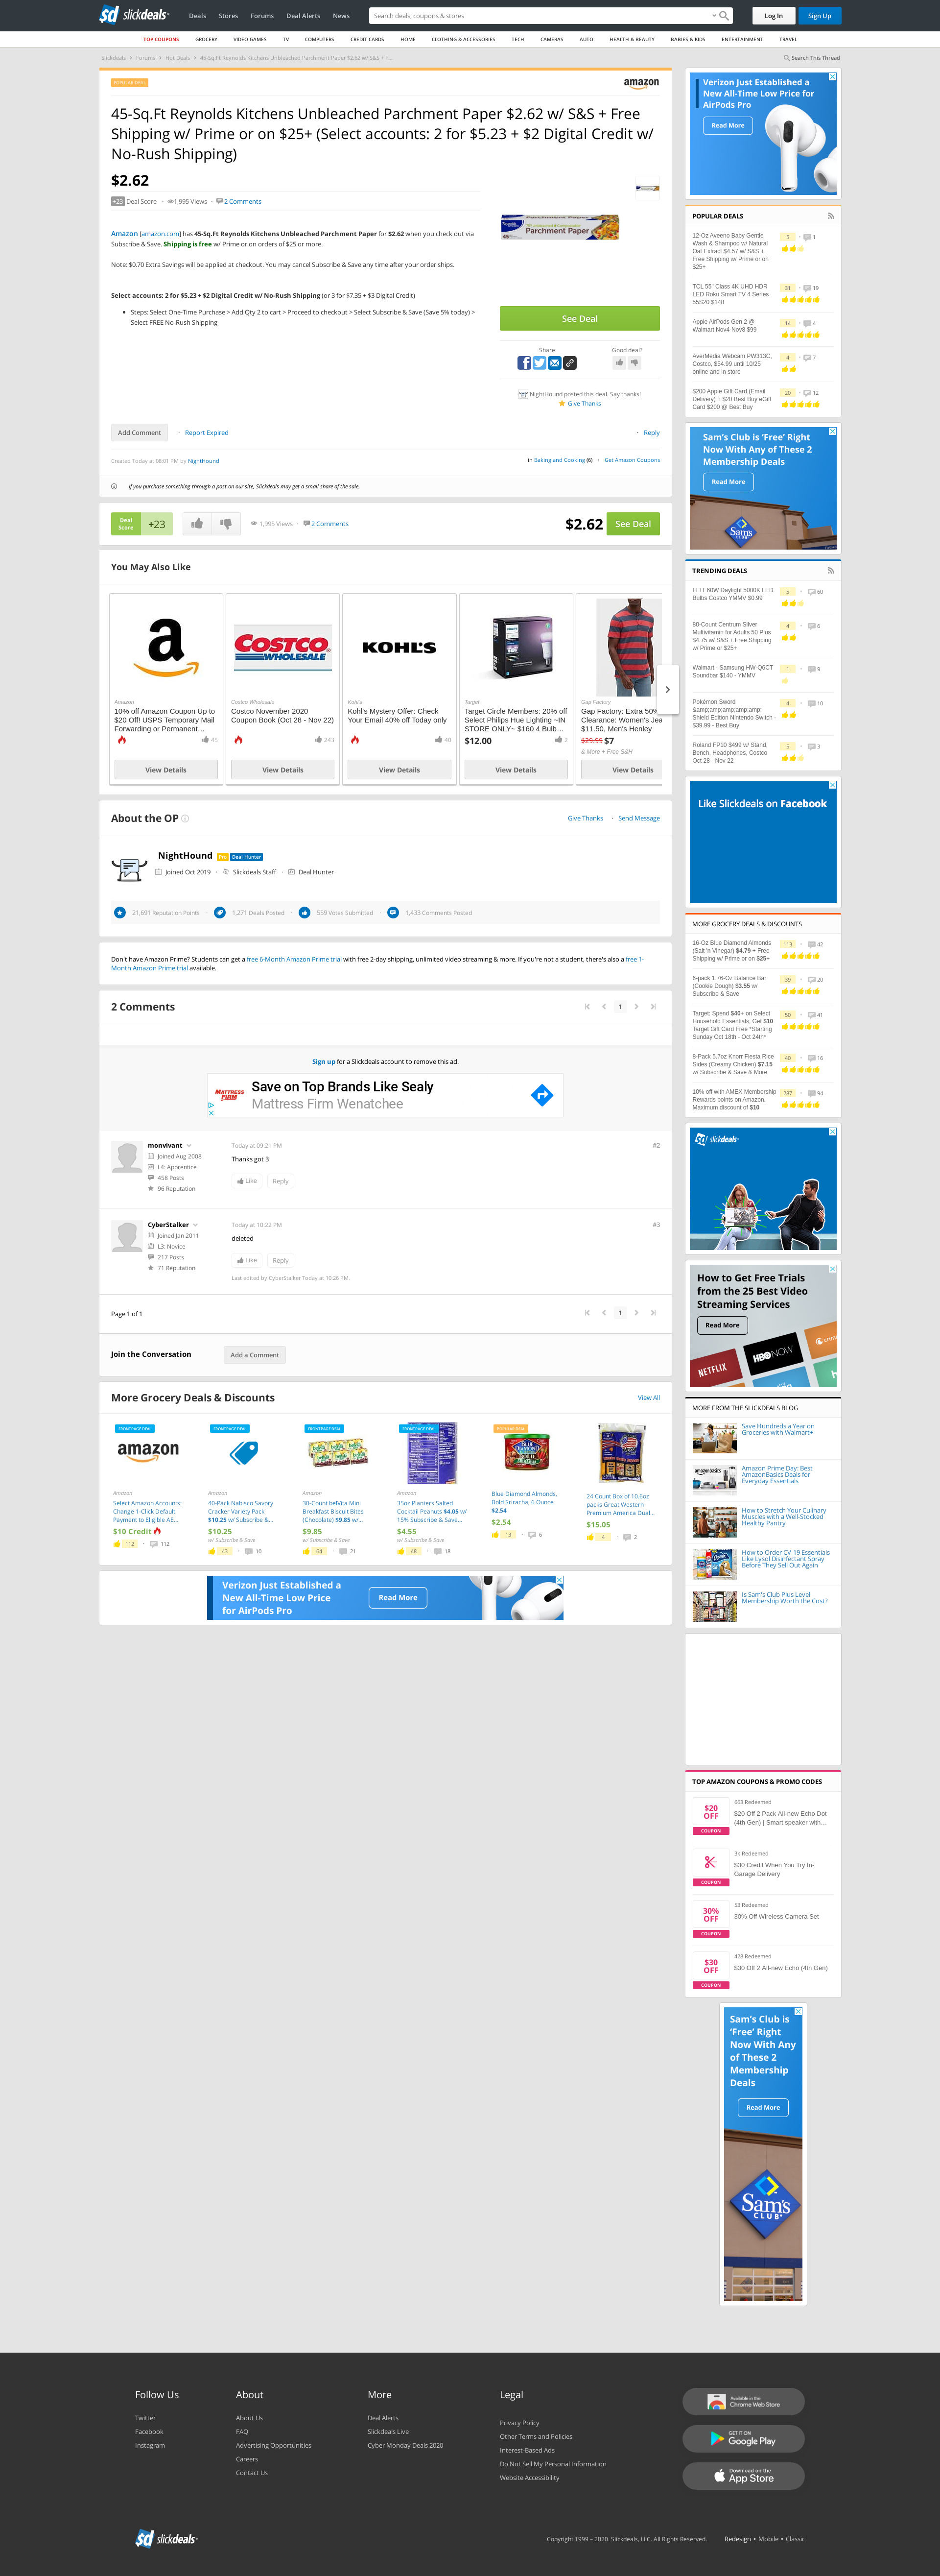 slickdeals
Deals
Stores
Forums
Deal Alerts
News
Search deals, coupons & stores
Log In
Sign Up
TOP COUPONS
GROCERY
VIDEO GAMES
TV
COMPUTERS
CREDIT CARDS
HOME
CLOTHING & ACCESSORIES
TECH
CAMERAS
AUTO
HEALTH & BEAUTY
BABIES & KIDS
ENTERTAINMENT
TRAVEL
Slickdeals > Forums > Hot Deals > 45-Sq.Ft Reynolds Kitchens Unbleached Parchment Paper $2.62 w/ S&S + F...
Search This Thread
POPULAR DEAL
amazon
45-Sq.Ft Reynolds Kitchens Unbleached Parchment Paper $2.62 w/ S&S + Free
Shipping w/ Prime or on $25+ (Select accounts: 2 for $5.23 + $2 Digital Credit w/
No-Rush Shipping)
$2.62
+23 Deal Score
1,995 Views
2 Comments
Amazon [amazon.com] has 45-Sq.Ft Reynolds Kitchens Unbleached Parchment Paper for $2.62 when you check out via
Subscribe & Save. Shipping is free w/ Prime or on orders of $25 or more.
Note: $0.70 Extra Savings will be applied at checkout. You may cancel Subscribe & Save any time after your order ships.
Select accounts: 2 for $5.23 + $2 Digital Credit w/ No-Rush Shipping (or 3 for $7.35 + $3 Digital Credit)
Steps: Select One-Time Purchase > Add Qty 2 to cart > Proceed to checkout > Select Subscribe & Save (Save 5% today) >
Select FREE No-Rush Shipping
Parchment Paper
See Deal
Share
Good deal?
NightHound posted this deal. Say thanks!
Give Thanks
Add Comment
Report Expired
Reply
Created Today at 08:01 PM by NightHound
in Baking and Cooking (6)
Get Amazon Coupons
If you purchase something through a post on our site, Slickdeals may get a small share of the sale.
Deal
Score
+23
1,995 Views
2 Comments
$2.62
See Deal
You May Also Like
Amazon
10% off Amazon Coupon Up to
$20 Off! USPS Temporary Mail
Forwarding or Permanent...
45
View Details
COSTCO
WHOLESALE
Costco Wholesale
Costco November 2020
Coupon Book (Oct 28 - Nov 22)
243
View Details
KOHL'S
Kohl's
Kohl's Mystery Offer: Check
Your Email 40% off Today only
40
View Details
Target
Target Circle Members: 20% off
Select Philips Hue Lighting ~IN
STORE ONLY~ $160 4 Bulb...
$12.00
2
View Details
Gap Factory
Gap Factory: Extra 50%
Clearance: Women's Jea
$11.50, Men's Henley
$29.99 $7
& More + Free S&H
View Details
About the OP
Give Thanks
Send Message
NightHound
Pro
Deal Hunter
Joined Oct 2019
Slickdeals Staff
Deal Hunter
21,691 Reputation Points
1,271 Deals Posted
559 Votes Submitted
1,433 Comments Posted
Don't have Amazon Prime? Students can get a free 6-Month Amazon Prime trial with free 2-day shipping, unlimited video streaming & more. If you're not a student, there's also a free 1-
Month Amazon Prime trial available.
2 Comments
1
Sign up for a Slickdeals account to remove this ad.
MATTRESS
FIRM
Save on Top Brands Like Sealy
Mattress Firm Wenatchee
monvivant
Joined Aug 2008
L4: Apprentice
458 Posts
96 Reputation
Today at 09:21 PM
#2
Thanks got 3
Like
Reply
CyberStalker
Joined Jan 2011
L3: Novice
217 Posts
71 Reputation
Today at 10:22 PM
#3
deleted
Like
Reply
Last edited by CyberStalker Today at 10:26 PM.
Page 1 of 1
1
Join the Conversation
Add a Comment
More Grocery Deals & Discounts
View All
FRONTPAGE DEAL
amazon
Amazon
Select Amazon Accounts:
Change 1-Click Default
Payment to Eligible AE...
$10 Credit
112
112
FRONTPAGE DEAL
Amazon
40-Pack Nabisco Savory
Cracker Variety Pack
$10.25 w/ Subscribe &...
$10.25
w/ Subscribe & Save
43
10
FRONTPAGE DEAL
Amazon
30-Count belVita Mini
Breakfast Biscuit Bites
(Chocolate) $9.85 w/...
$9.85
w/ Subscribe & Save
64
21
FRONTPAGE DEAL
Amazon
35oz Planters Salted
Cocktail Peanuts $4.05 w/
15% Subscribe & Save...
$4.55
w/ Subscribe & Save
48
18
POPULAR DEAL
BLUE DIAMOND
Blue Diamond Almonds,
Bold Sriracha, 6 Ounce
$2.54
$2.54
13
6
24 Count Box of 10.6oz
packs Great Western
Premium America Dual...
$15.05
4
2
Verizon Just Established a
New All-Time Low Price
for AirPods Pro
Read More
Verizon Just Established a
New All-Time Low Price for
AirPods Pro
Read More
POPULAR DEALS
12-Oz Aveeno Baby Gentle
Wash & Shampoo w/ Natural
Oat Extract $4.57 w/ S&S +
Free Shipping w/ Prime or on
$25+
5
1
TCL 55" Class 4K UHD HDR
LED Roku Smart TV 4 Series
55S20 $148
31
19
Apple AirPods Gen 2 @
Walmart Nov4-Nov8 $99
14
4
AverMedia Webcam PW313C,
Costco, $54.99 until 10/25
online and in store
4
7
$200 Apple Gift Card (Email
Delivery) + $20 Best Buy eGift
Card $200 @ Best Buy
20
12
Sam's Club is 'Free' Right
Now With Any of These 2
Membership Deals
Read More
Sam's
CLUB
TRENDING DEALS
FEIT 60W Daylight 5000K LED
Bulbs Costco YMMV $0.99
5
60
80-Count Centrum Silver
Multivitamin for Adults 50 Plus
$4.75 w/ S&S + Free Shipping
w/ Prime or $25+
4
6
Walmart - Samsung HW-Q6CT
Soundbar $140 - YMMV
1
9
Pokémon Sword
&amp;amp;amp;amp;amp;
Shield Edition Nintendo Switch -
$39.99 - Best Buy
4
10
Roland FP10 $499 w/ Stand,
Bench, Headphones, Costco
Oct 28 - Nov 22
5
3
Like Slickdeals on Facebook
MORE GROCERY DEALS & DISCOUNTS
16-Oz Blue Diamond Almonds
(Salt 'n Vinegar) $4.79 + Free
Shipping w/ Prime or on $25+
113
42
6-pack 1.76-Oz Balance Bar
(Cookie Dough) $3.55 w/
Subscribe & Save
39
20
Target: Spend $40+ on Select
Household Essentials, Get $10
Target Gift Card Free *Starting
Sunday Oct 18th - Oct 24th*
50
41
8-Pack 5.7oz Knorr Fiesta Rice
Sides (Creamy Chicken) $7.15
w/ Subscribe & Save & More
40
16
10% off with AMEX Membership
Rewards points on Amazon.
Maximum discount of $10
287
94
slickdeals
How to Get Free Trials
from the 25 Best Video
Streaming Services
Read More
NETFLIX
HBO NOW
MORE FROM THE SLICKDEALS BLOG
Save Hundreds a Year on
Groceries with Walmart+
Amazon Prime Day: Best
AmazonBasics Deals for
Everyday Essentials
How to Stretch Your Culinary
Muscles with a Well-Stocked
Healthy Pantry
How to Order CV-19 Essentials
Like Lysol Disinfectant Spray
Before They Sell Out Again
Is Sam's Club Plus Level
Membership Worth the Cost?
TOP AMAZON COUPONS & PROMO CODES
$20
OFF
COUPON
663 Redeemed
$20 Off 2 Pack All-new Echo Dot
(4th Gen) | Smart speaker with...
COUPON
3k Redeemed
$30 Credit When You Try In-
Garage Delivery
30%
OFF
COUPON
53 Redeemed
30% Off Wireless Camera Set
$30
OFF
COUPON
428 Redeemed
$30 Off 2 All-new Echo (4th Gen)
Sam's Club is
'Free' Right
Now With Any
of These 2
Membership
Deals
Read More
Sam's
CLUB
Follow Us
Twitter
Facebook
Instagram
About
About Us
FAQ
Advertising Opportunities
Careers
Contact Us
More
Deal Alerts
Slickdeals Live
Cyber Monday Deals 2020
Legal
Privacy Policy
Other Terms and Policies
Interest-Based Ads
Do Not Sell My Personal Information
Website Accessibility
Available in the
Chrome Web Store
GET IT ON
Google Play
Download on the
App Store
slickdeals
Copyright 1999 – 2020. Slickdeals, LLC. All Rights Reserved.
Redesign • Mobile • Classic